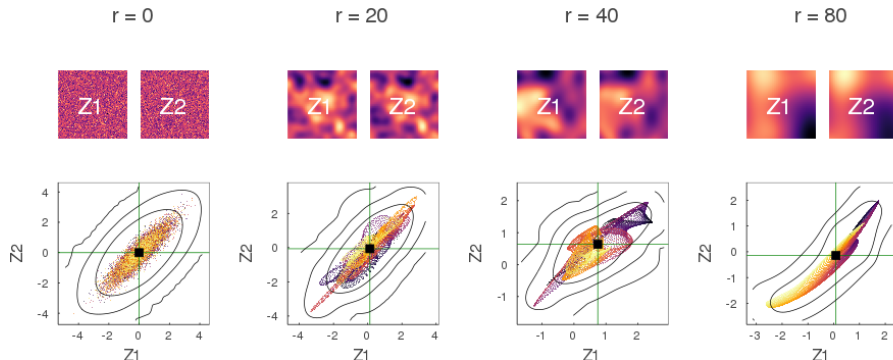 r = 0 r = 20 r = 40 r = 80
Z1 Z2 Z1 Z2 Z1 Z2 Z1 Z2
4 2 0 -2 -4
2 0 -2 -4
2 1 0 -1
2 1 0 -1 -2
Z2 Z2 Z2 Z2
-4 -2 0 2 4 -4 -2 0 2 4 -1 0 1 2 -3 -2 -1 0 1 2
Z1 Z1 Z1 Z1